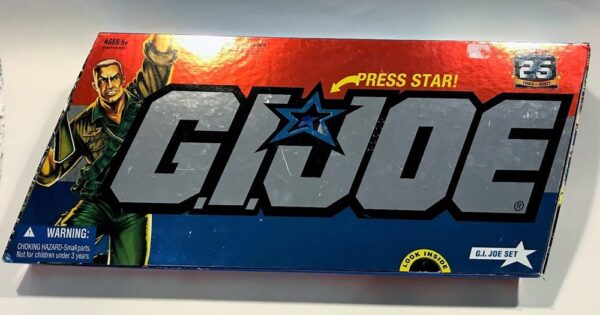 AGES 5+
PRESS STAR!
25
G.I.JOE
®
WARNING:
CHOKING HAZARD-Small parts.
Not for children under 3 years.
LOOK INSIDE
G.I. JOE SET